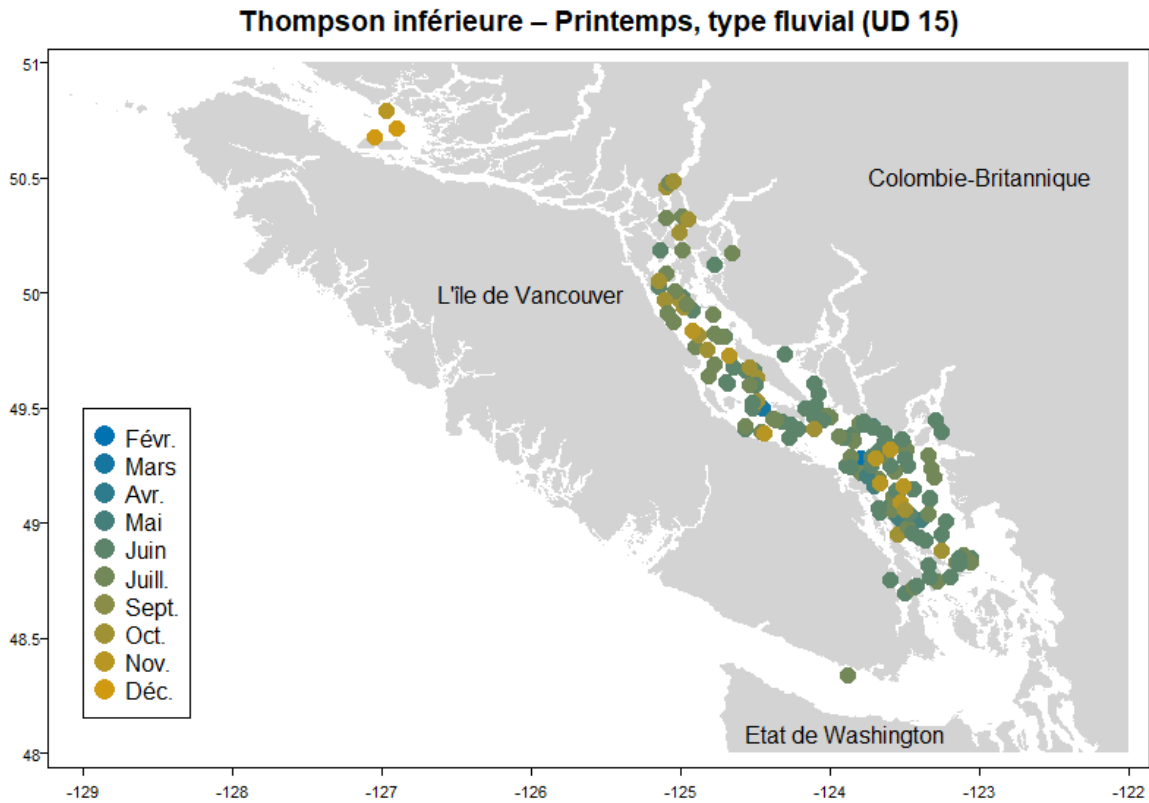 Thompson inférieure – Printemps, type fluvial (UD 15)
51
50.5
50
49.5
49
48.5
48
Colombie-Britannique
L'île de Vancouver
Févr.
Mars
Avr.
Mai
Juin
Juill.
Sept.
Oct.
Nov.
Déc.
Etat de Washington
-129
-128
-127
-126
-125
-124
-123
-122